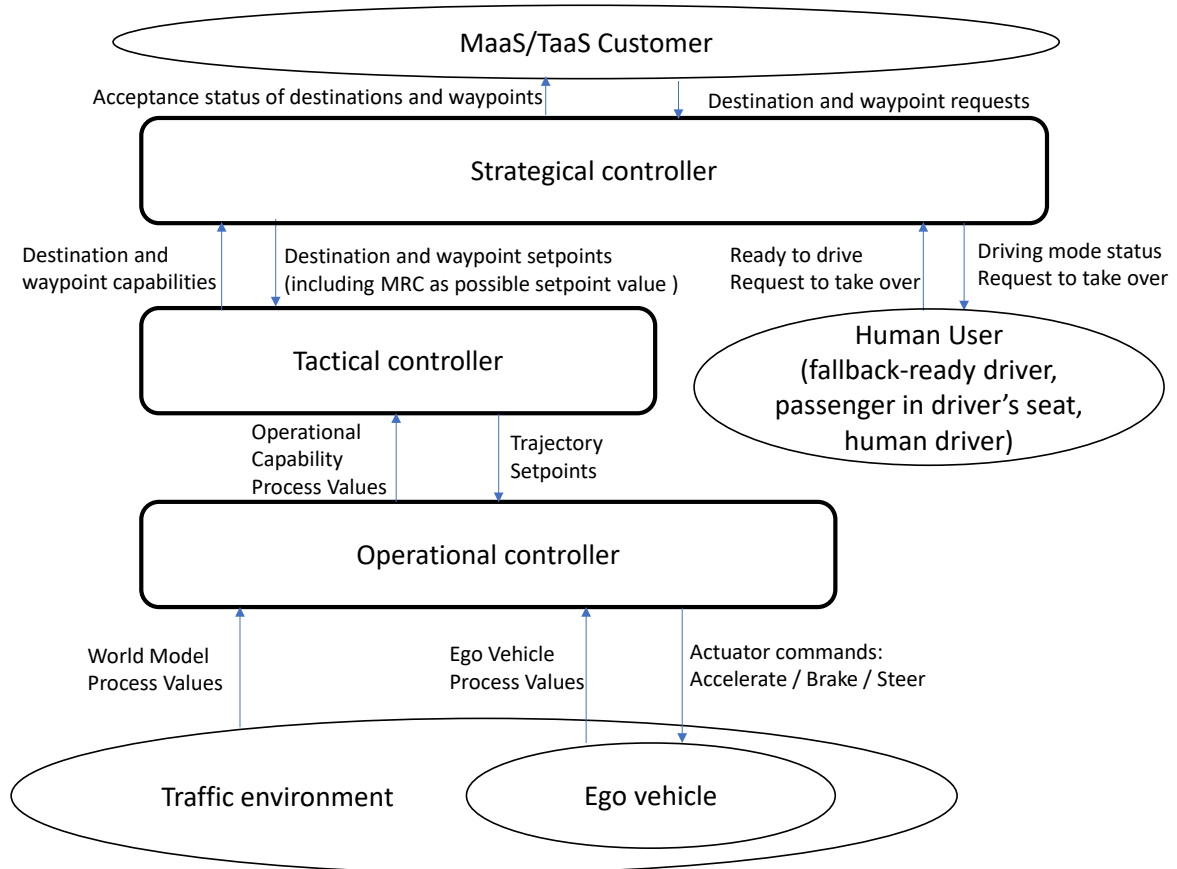 MaaS/TaaS Customer
Acceptance status of destinations and waypoints
Destination and waypoint requests
Strategical controller
Destination and
waypoint capabilities
Destination and waypoint setpoints
(including MRC as possible setpoint value )
Ready to drive
Request to take over
Driving mode status
Request to take over
Tactical controller
Human User
(fallback-ready driver,
passenger in driver’s seat,
human driver)
Operational
Capability
Process Values
Trajectory
Setpoints
Operational controller
World Model
Process Values
Ego Vehicle
Process Values
Actuator commands:
Accelerate / Brake / Steer
Traffic environment
Ego vehicle